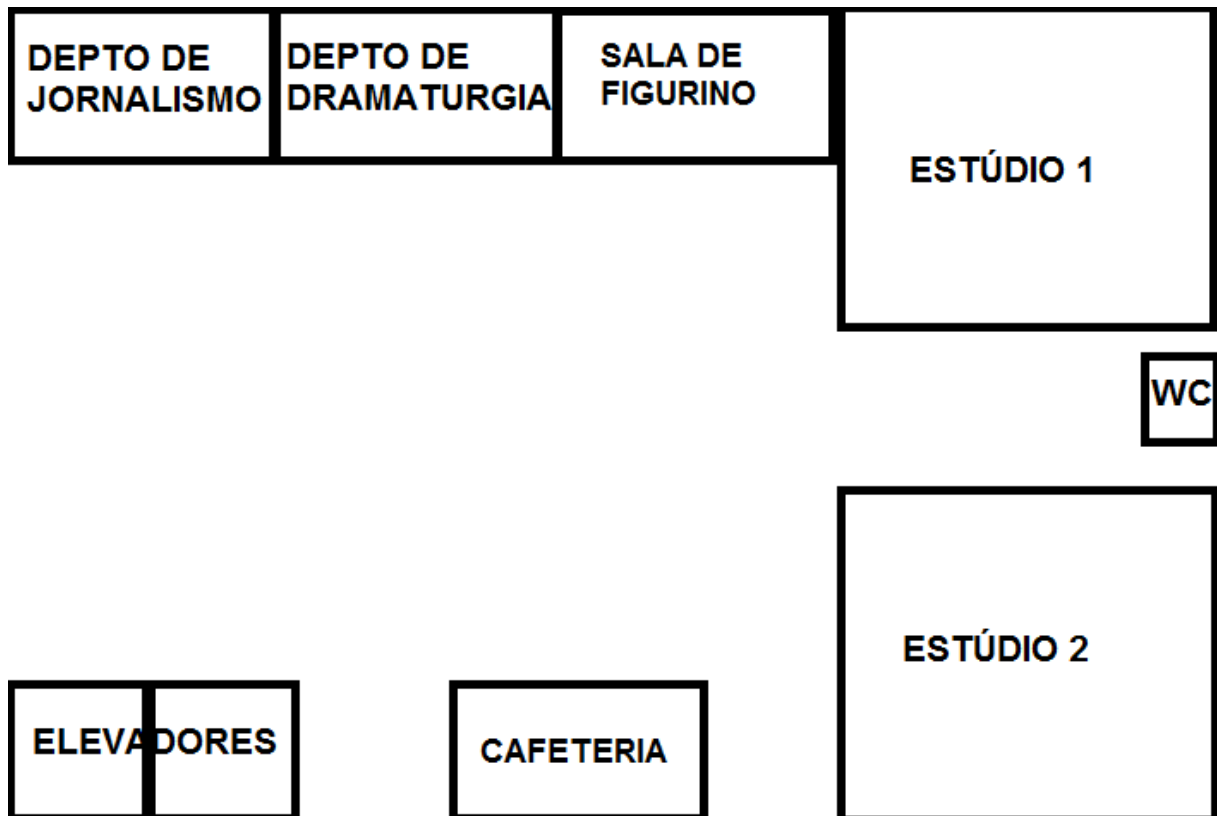 DEPTO DE
JORNALISMO
DEPTO DE
DRAMATURGIA
SALA DE
FIGURINO
ESTÚDIO 1
WC
ESTÚDIO 2
ELEVADORES
CAFETERIA